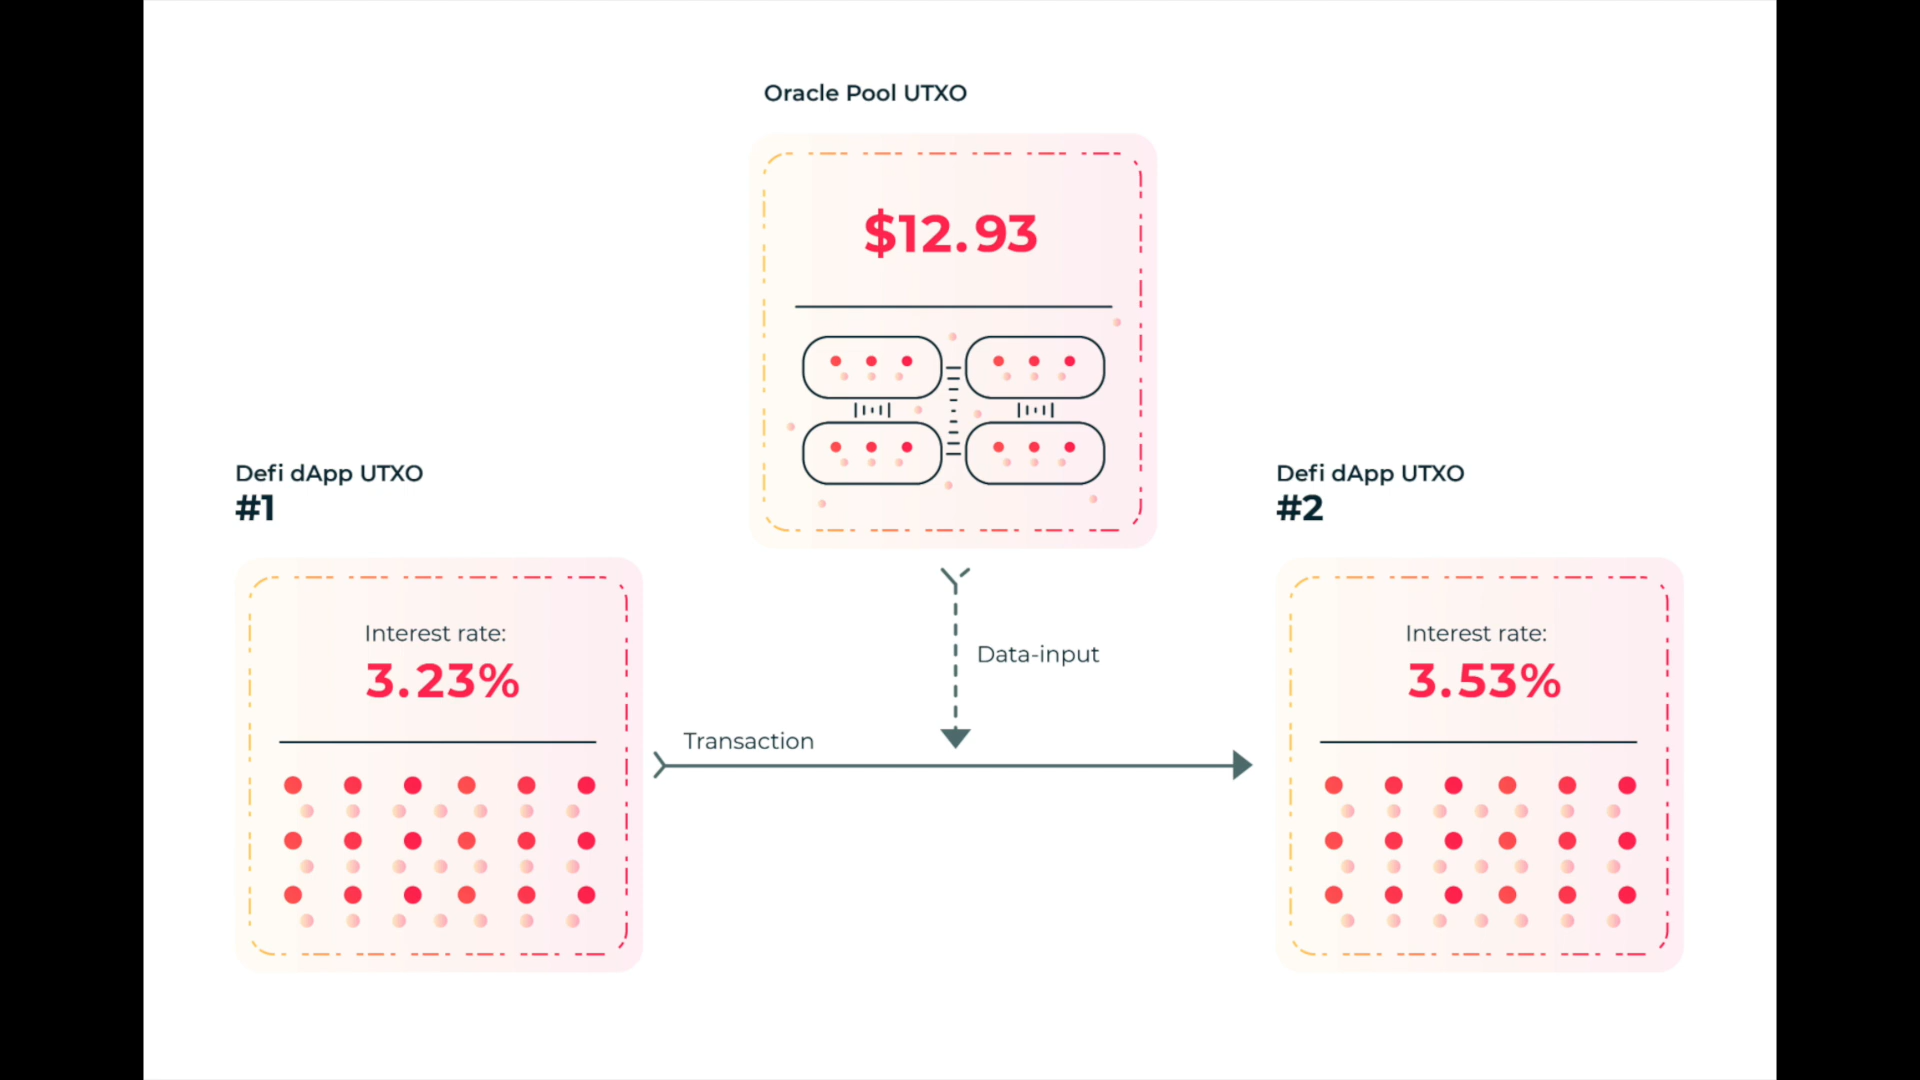 Oracle Pool UTXO
$12.93
Defi dApp UTXO
#1
Interest rate:
3.23%
Data-input
Transaction
Defi dApp UTXO
#2
Interest rate:
3.53%